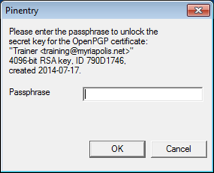 Pinentry
Please enter the passphrase to unlock the
secret key for the OpenPGP certificate:
"Trainer <training@myriapolis.net>"
4096-bit RSA key, ID 790D1746,
created 2014-07-17.
Passphrase
OK
Cancel